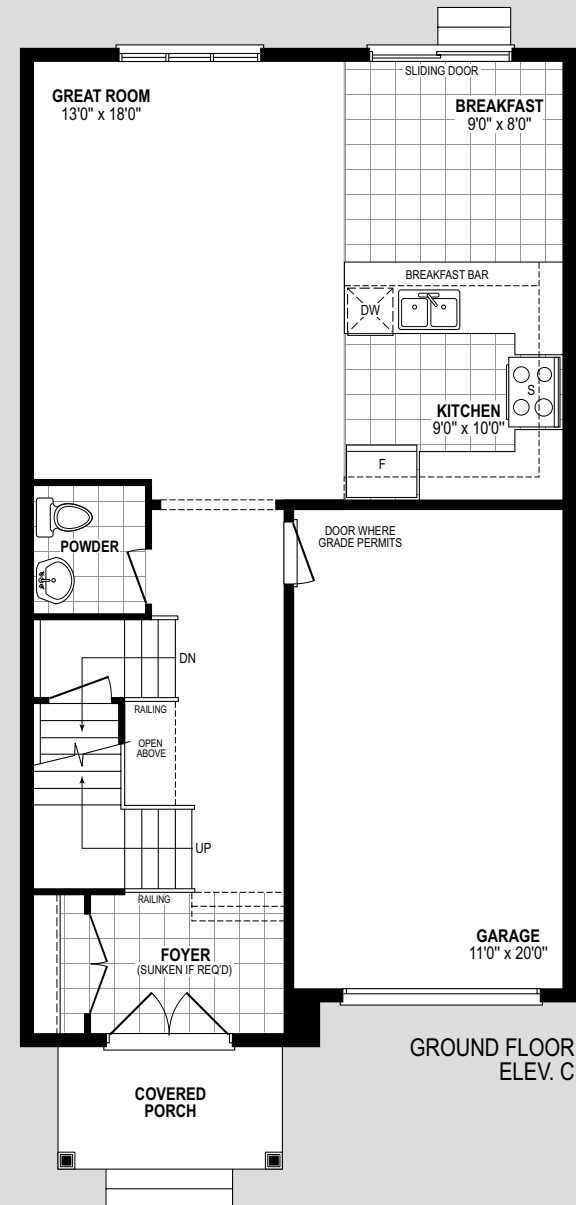 SLIDING DOOR
GREAT ROOM
13'0" x 18'0"
BREAKFAST
9'0" x 8'0"
BREAKFAST BAR
DW
S
KITCHEN
9'0" x 10'0"
F
DOOR WHERE
GRADE PERMITS
POWDER
DN
RAILING
OPEN
ABOVE
UP
RAILING
FOYER
(SUNKEN IF REQ'D)
GARAGE
11'0" x 20'0"
GROUND FLOOR
ELEV. C
COVERED
PORCH